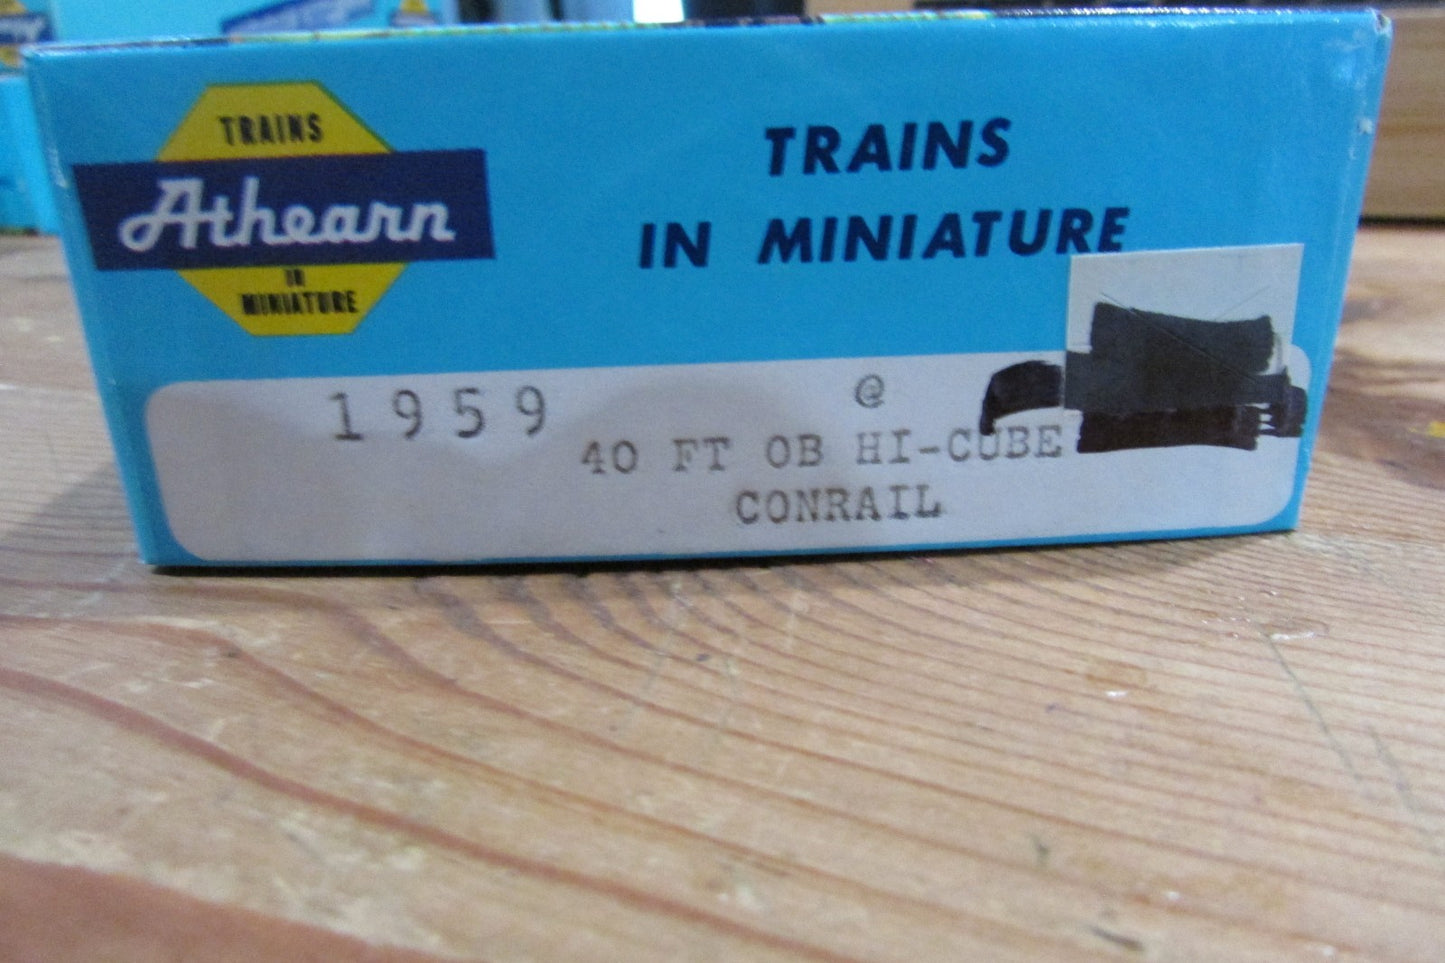 TRAINS
Athearn
IN
MINIATURE
TRAINS
IN MINIATURE
1959 @
40 FT OB HI-CUBE
CONRAIL